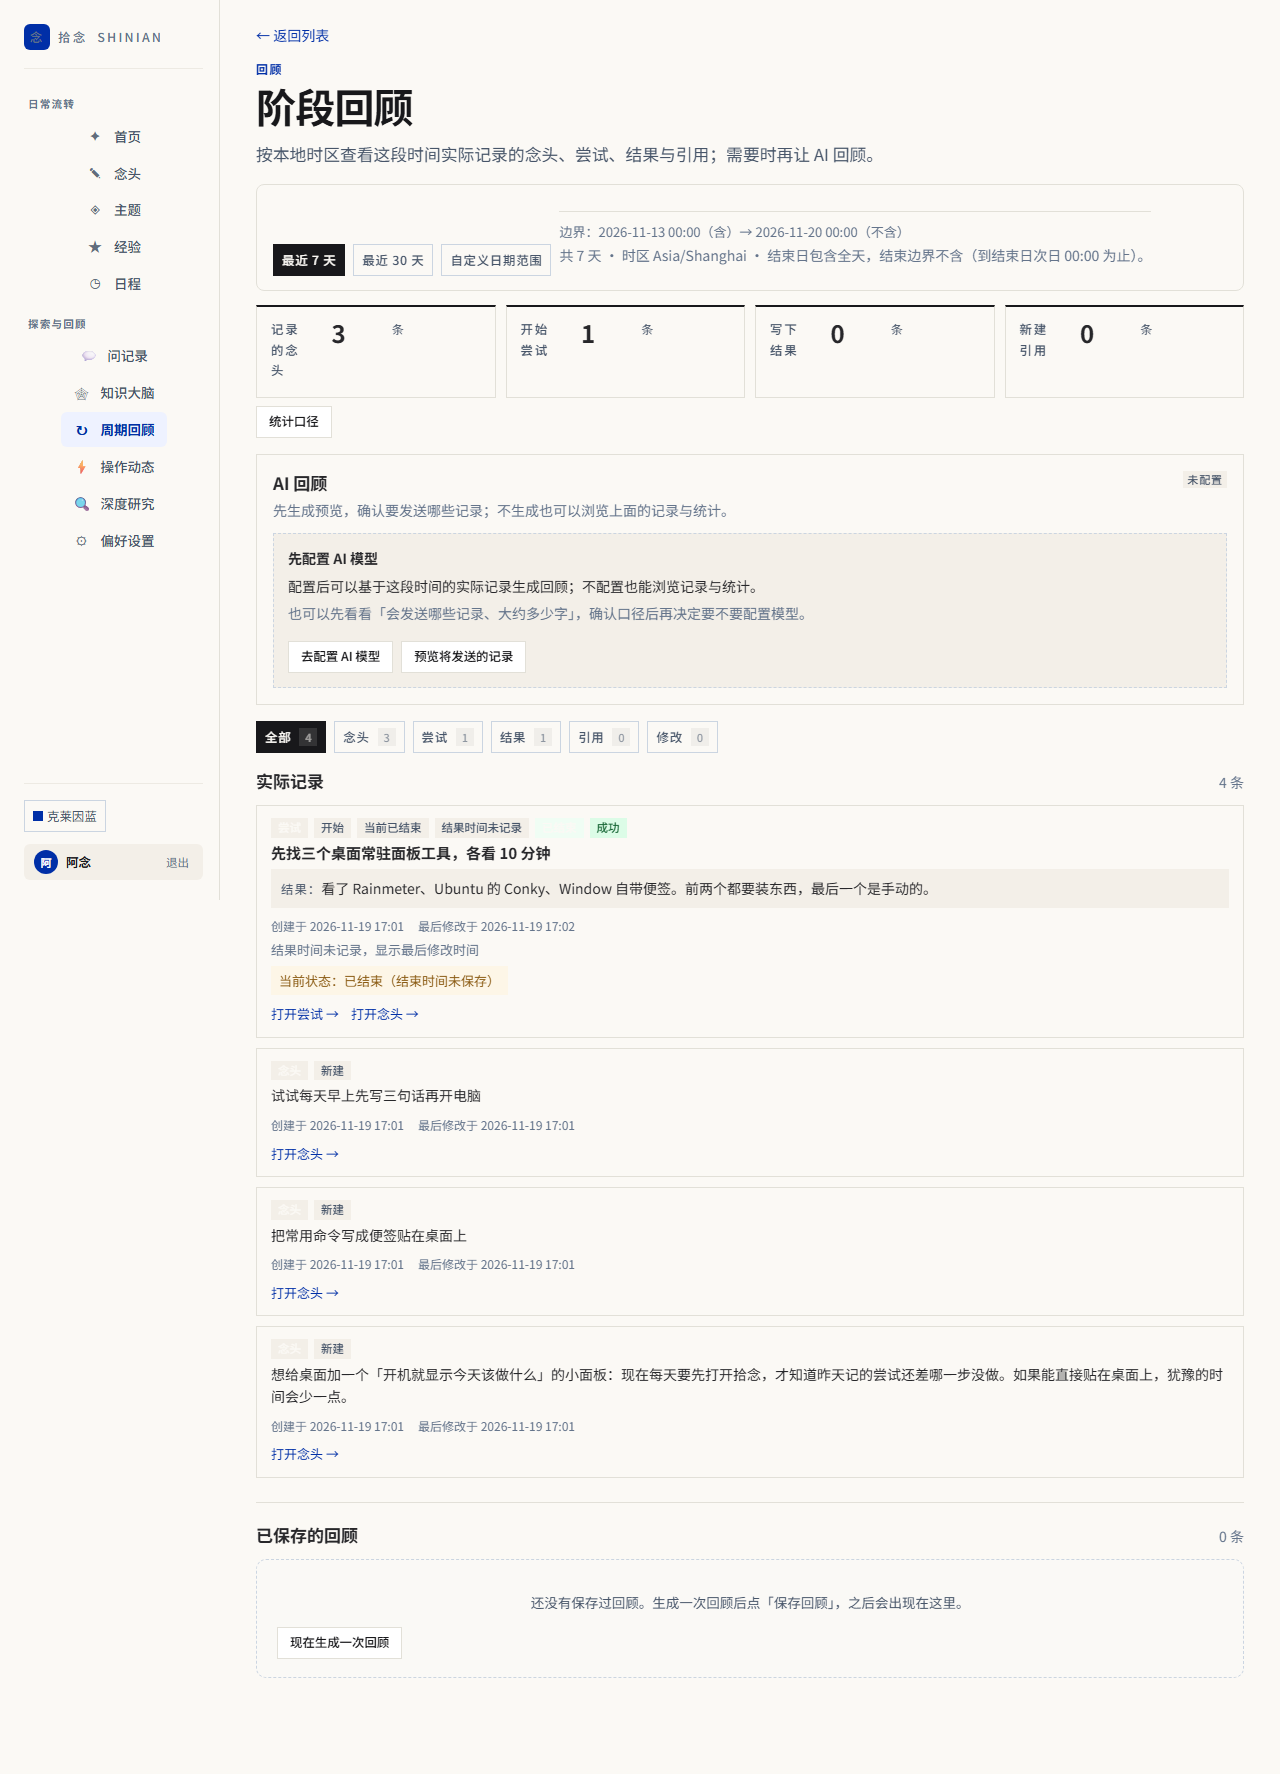 念 拾念 SHINIAN
日常流转
✦ 首页
念头
◈ 主题
★ 经验
◷ 日程
探索与回顾
问记录
知识大脑
↻ 周期回顾
操作动态
深度研究
⚙ 偏好设置
克莱因蓝
阿 阿念 退出
← 返回列表
回顾
阶段回顾
按本地时区查看这段时间实际记录的念头、尝试、结果与引用；需要时再让 AI 回顾。
最近 7 天 最近 30 天 自定义日期范围
边界：2026-11-13 00:00（含）→ 2026-11-20 00:00（不含）
共 7 天 · 时区 Asia/Shanghai · 结束日包含全天，结束边界不含（到结束日次日 00:00 为止）。
记录的念头 3 条
开始尝试 1 条
写下结果 0 条
新建引用 0 条
统计口径
AI 回顾 未配置
先生成预览，确认要发送哪些记录；不生成也可以浏览上面的记录与统计。
先配置 AI 模型
配置后可以基于这段时间的实际记录生成回顾；不配置也能浏览记录与统计。
也可以先看看「会发送哪些记录、大约多少字」，确认口径后再决定要不要配置模型。
去配置 AI 模型 预览将发送的记录
全部 4 念头 3 尝试 1 结果 1 引用 0 修改 0
实际记录 4 条
尝试 开始 当前已结束 结果时间未记录 成功
先找三个桌面常驻面板工具，各看 10 分钟
结果：看了 Rainmeter、Ubuntu 的 Conky、Window 自带便签。前两个都要装东西，最后一个是手动的。
创建于 2026-11-19 17:01 最后修改于 2026-11-19 17:02
结果时间未记录，显示最后修改时间
当前状态：已结束（结束时间未保存）
打开尝试 → 打开念头 →
念头 新建
试试每天早上先写三句话再开电脑
创建于 2026-11-19 17:01 最后修改于 2026-11-19 17:01
打开念头 →
念头 新建
把常用命令写成便签贴在桌面上
创建于 2026-11-19 17:01 最后修改于 2026-11-19 17:01
打开念头 →
念头 新建
想给桌面加一个「开机就显示今天该做什么」的小面板：现在每天要先打开拾念，才知道昨天记的尝试还差哪一步没做。如果能直接贴在桌面上，犹豫的时
间会少一点。
创建于 2026-11-19 17:01 最后修改于 2026-11-19 17:01
打开念头 →
已保存的回顾 0 条
还没有保存过回顾。生成一次回顾后点「保存回顾」，之后会出现在这里。
现在生成一次回顾